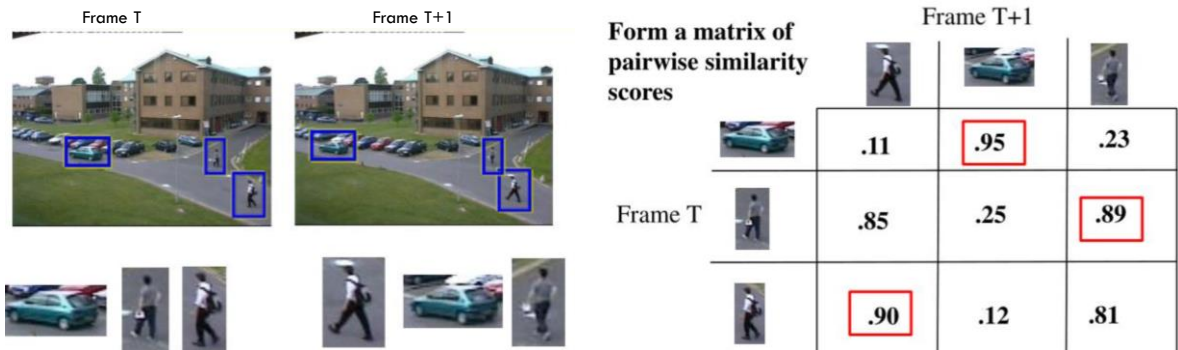 Frame T
Frame T+1
Form a matrix of
pairwise similarity
scores
Frame T+1
.11 .95 .23
Frame T
.85 .25 .89
.90 .12 .81